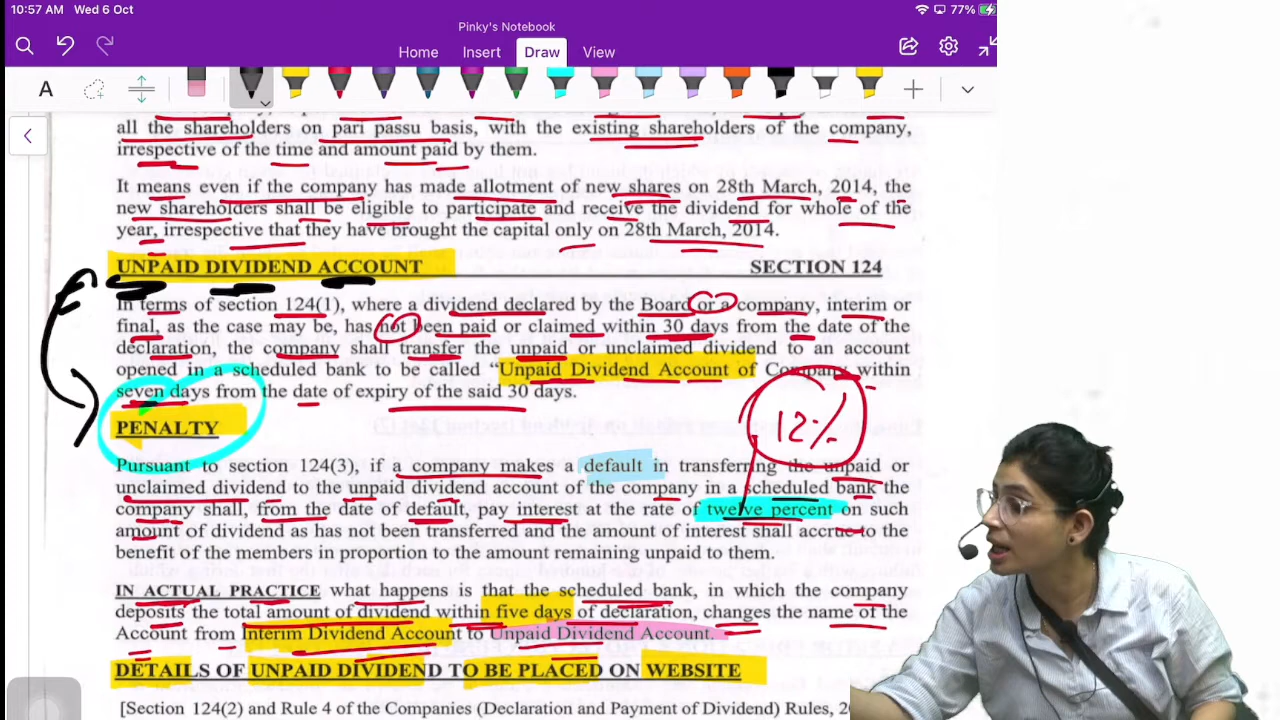 10:57 AM Wed 6 Oct
77%
Pinky's Notebook
Home Insert Draw View
A
all the shareholders on pari passu basis, with the existing shareholders of the company,
irrespective of the time and amount paid by them.
It means even if the company has made allotment of new shares on 28th March, 2014, the
new shareholders shall be eligible to participate and receive the dividend for whole of the
year, irrespective that they have brought the capital only on 28th March, 2014.
UNPAID DIVIDEND ACCOUNT SECTION 124
In terms of section 124(1), where a dividend declared by the Board or a company, interim or
final, as the case may be, has not been paid or claimed within 30 days from the date of the
declaration, the company shall transfer the unpaid or unclaimed dividend to an account
opened in a scheduled bank to be called “Unpaid Dividend Account of Company within
seven days from the date of expiry of the said 30 days.
12%
PENALTY
Pursuant to section 124(3), if a company makes a default in transferring the unpaid or
unclaimed dividend to the unpaid dividend account of the company in a scheduled bank the
company shall, from the date of default, pay interest at the rate of twelve percent on such
amount of dividend as has not been transferred and the amount of interest shall accrue to the
benefit of the members in proportion to the amount remaining unpaid to them.
IN ACTUAL PRACTICE what happens is that the scheduled bank, in which the company
deposits the total amount of dividend within five days of declaration, changes the name of the
Account from Interim Dividend Account to Unpaid Dividend Account.
DETAILS OF UNPAID DIVIDEND TO BE PLACED ON WEBSITE
[Section 124(2) and Rule 4 of the Companies (Declaration and Payment of Dividend) Rules, 20